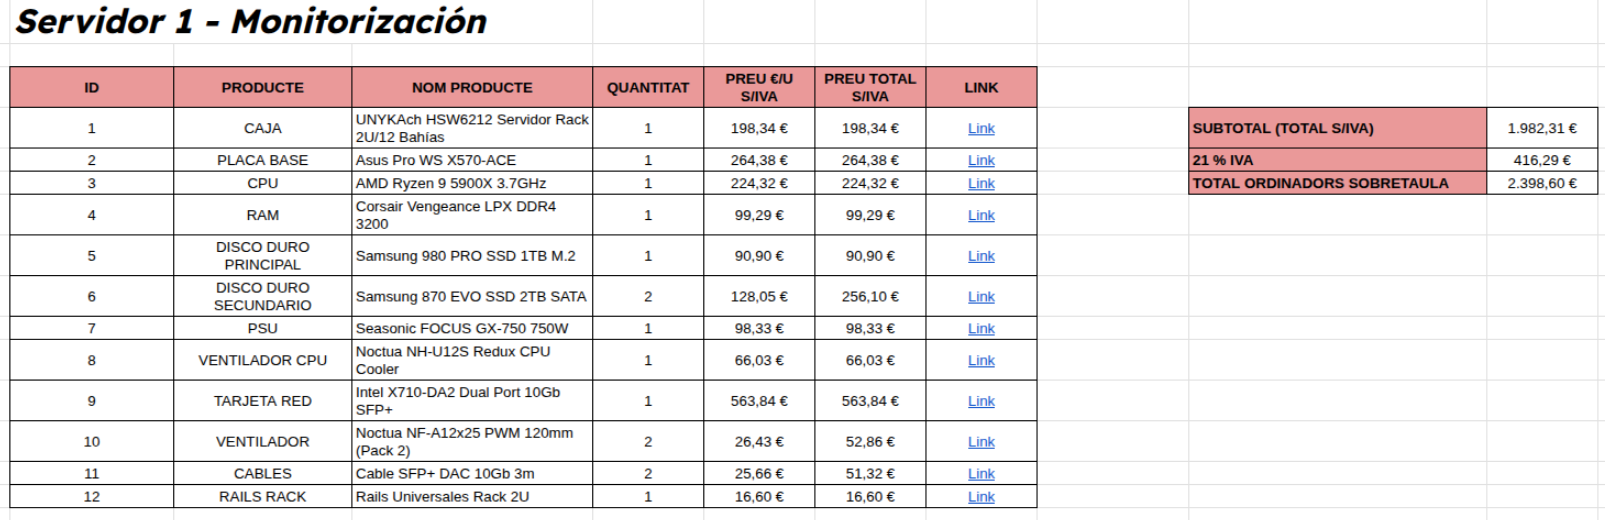 Servidor 1 - Monitorización
ID PRODUCTE NOM PRODUCTE QUANTITAT PREU €/U S/IVA PREU TOTAL S/IVA LINK
1 CAJA UNYKAch HSW6212 Servidor Rack 2U/12 Bahías 1 198,34 € 198,34 € Link
2 PLACA BASE Asus Pro WS X570-ACE 1 264,38 € 264,38 € Link
3 CPU AMD Ryzen 9 5900X 3.7GHz 1 224,32 € 224,32 € Link
4 RAM Corsair Vengeance LPX DDR4 3200 1 99,29 € 99,29 € Link
5 DISCO DURO PRINCIPAL Samsung 980 PRO SSD 1TB M.2 1 90,90 € 90,90 € Link
6 DISCO DURO SECUNDARIO Samsung 870 EVO SSD 2TB SATA 2 128,05 € 256,10 € Link
7 PSU Seasonic FOCUS GX-750 750W 1 98,33 € 98,33 € Link
8 VENTILADOR CPU Noctua NH-U12S Redux CPU Cooler 1 66,03 € 66,03 € Link
9 TARJETA RED Intel X710-DA2 Dual Port 10Gb SFP+ 1 563,84 € 563,84 € Link
10 VENTILADOR Noctua NF-A12x25 PWM 120mm (Pack 2) 2 26,43 € 52,86 € Link
11 CABLES Cable SFP+ DAC 10Gb 3m 2 25,66 € 51,32 € Link
12 RAILS RACK Rails Universales Rack 2U 1 16,60 € 16,60 € Link
SUBTOTAL (TOTAL S/IVA) 1.982,31 €
21 % IVA 416,29 €
TOTAL ORDINADORS SOBRETAULA 2.398,60 €